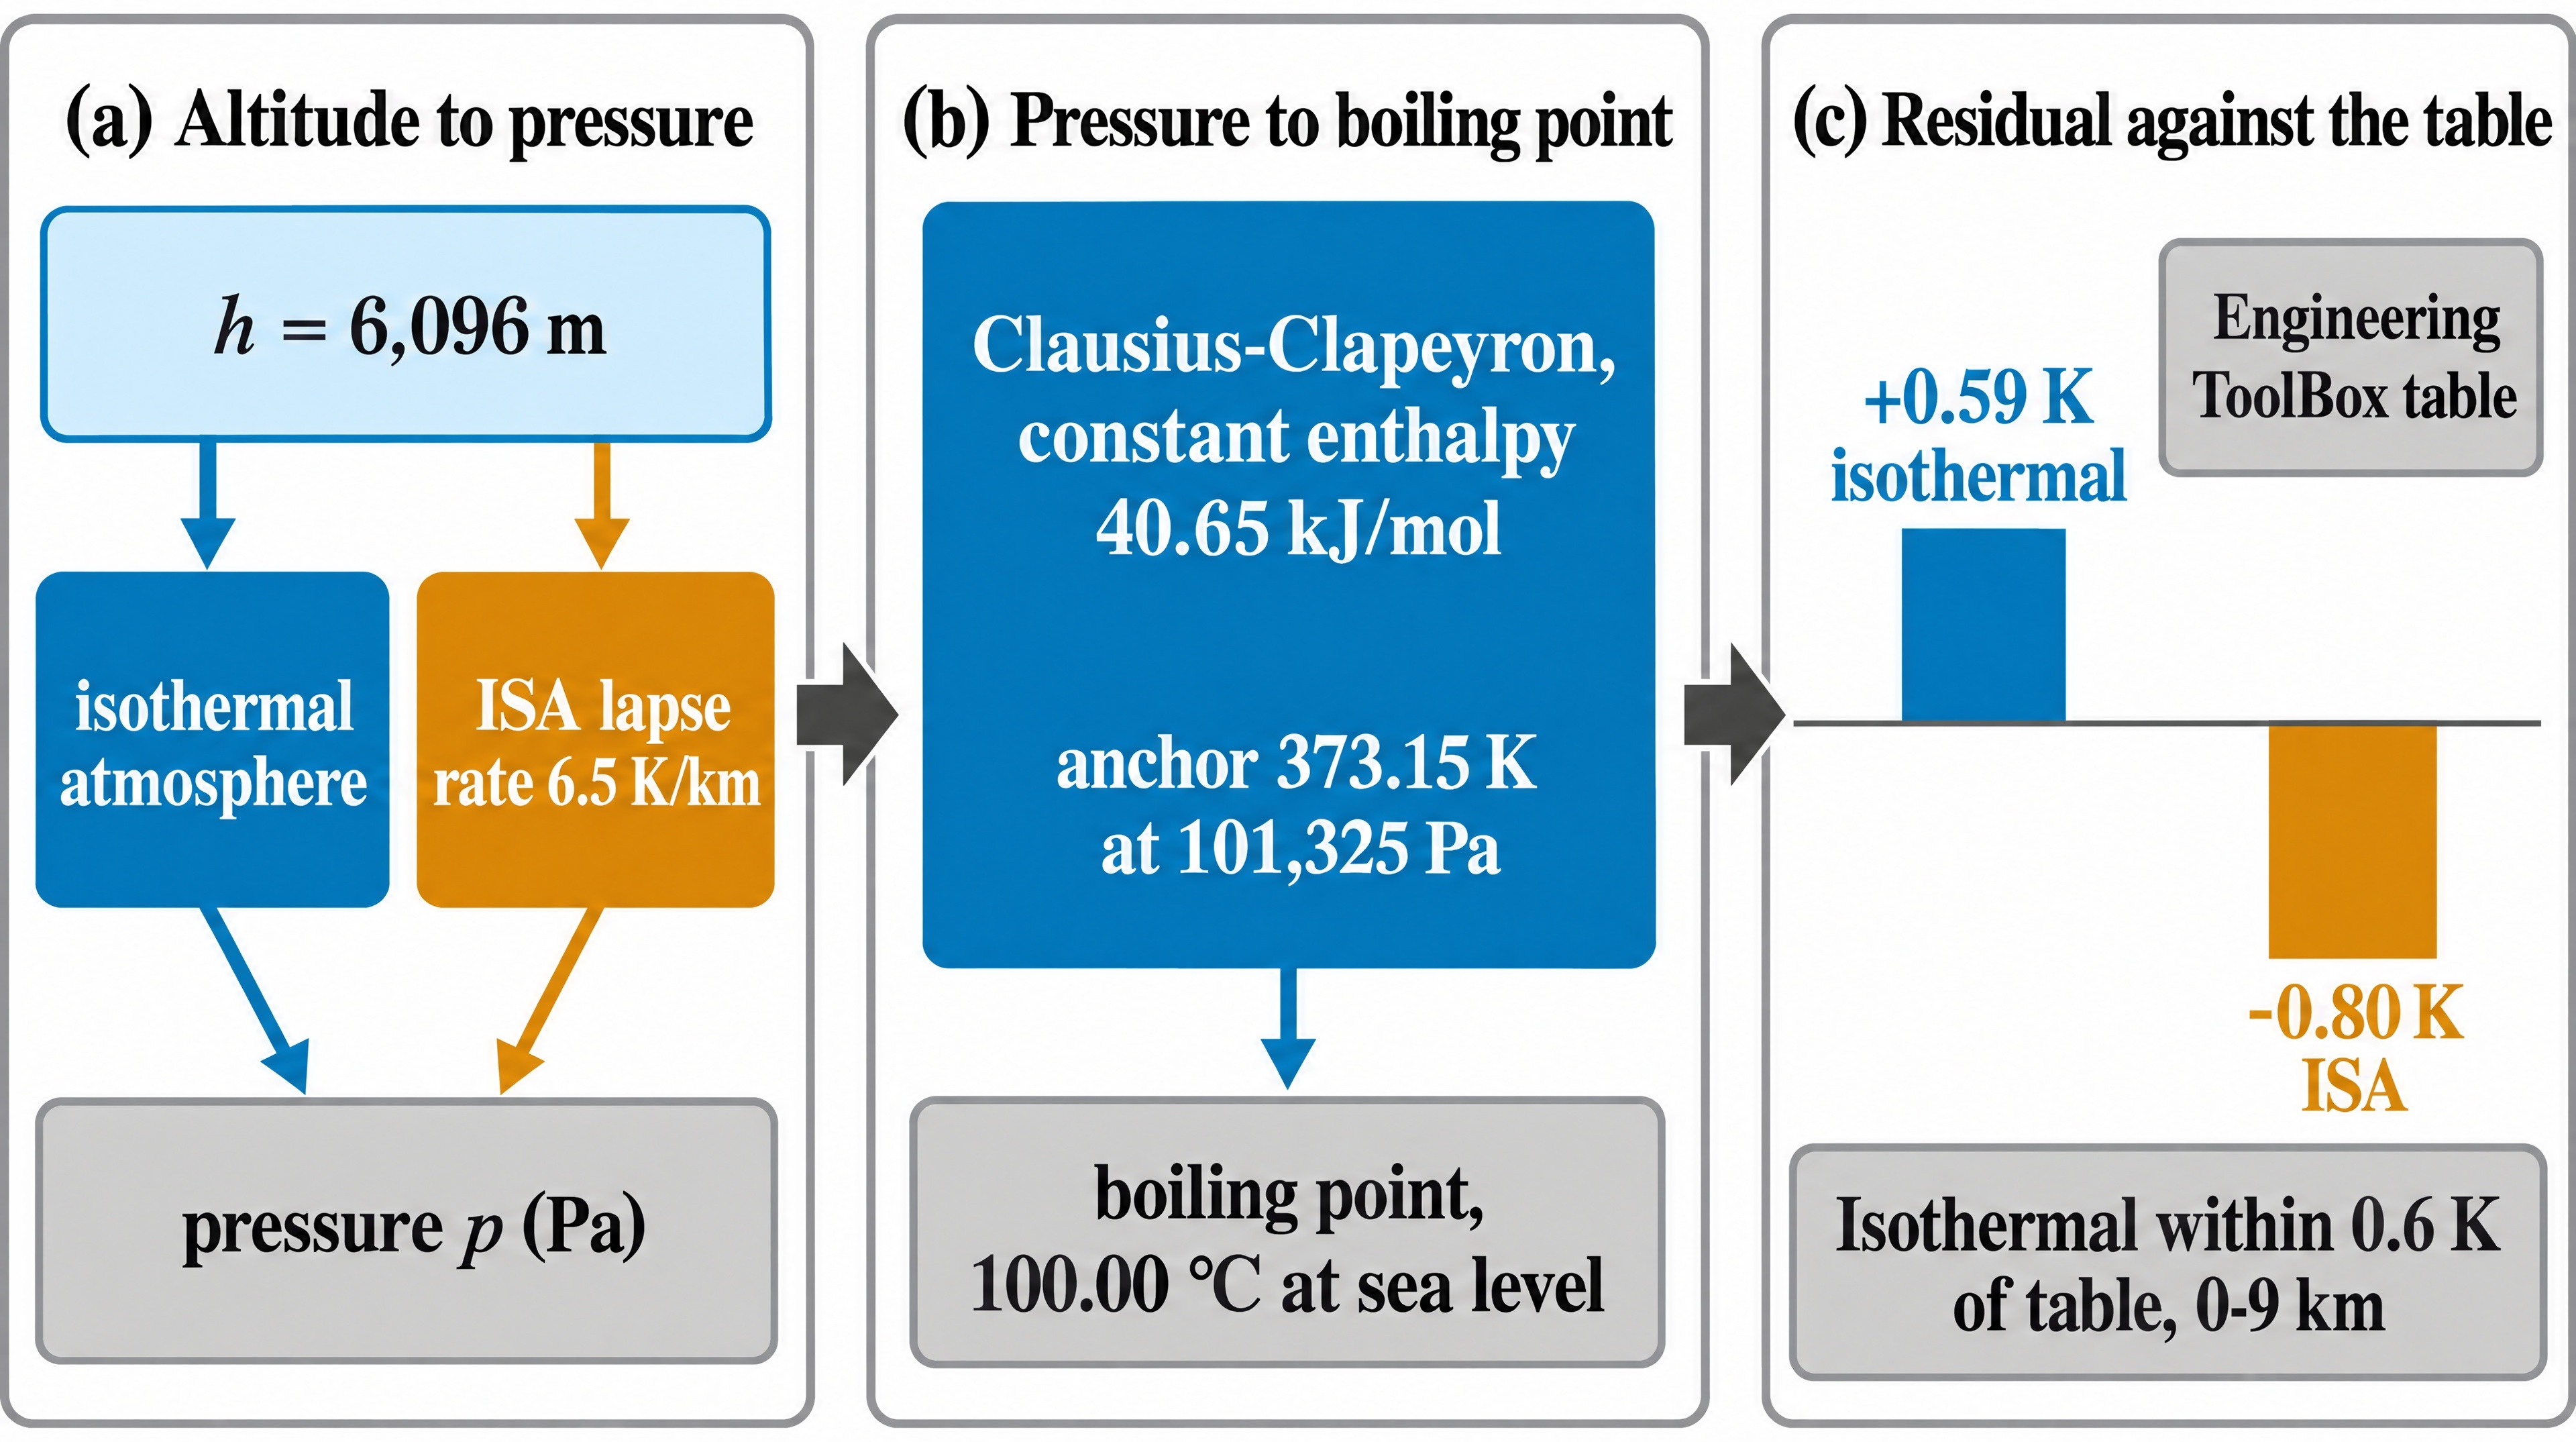 (a) Altitude to pressure
h = 6,096 m
isothermal
atmosphere
ISA lapse
rate 6.5 K/km
pressure p (Pa)
(b) Pressure to boiling point
Clausius-Clapeyron,
constant enthalpy
40.65 kJ/mol
anchor 373.15 K
at 101,325 Pa
boiling point,
100.00 °C at sea level
(c) Residual against the table
Engineering
ToolBox table
+0.59 K
isothermal
-0.80 K
ISA
Isothermal within 0.6 K
of table, 0-9 km